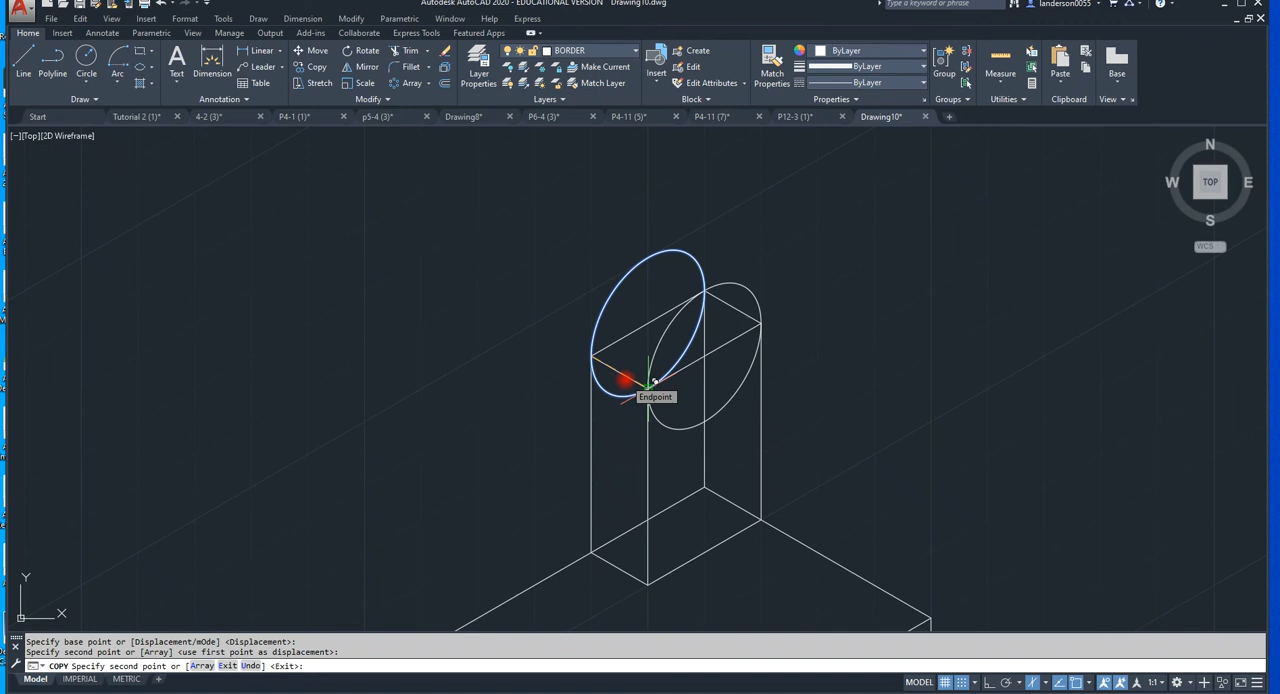 Autodesk AutoCAD 2020 - EDUCATIONAL VERSION Drawing10.dwg
Type a keyword or phrase
landerson0055
File Edit View Insert Format Tools Draw Dimension Modify Parametric Window Help Express
Home Insert Annotate Parametric View Manage Output Add-ins Collaborate Express Tools Featured Apps
Line Polyline Circle Arc
Text Dimension
Linear
Leader
Table
Move Rotate Trim
Copy Mirror Fillet
Stretch Scale Array
Layer Properties
BORDER
Make Current
Match Layer
Insert
Create
Edit
Edit Attributes
Match Properties
ByLayer
ByLayer
ByLayer
Group
Measure
Paste
Base
Draw Annotation Modify Layers Block Properties Groups Utilities Clipboard View
Start Tutorial 2 (1)* 4-2 (3)* P4-1 (1)* p5-4 (3)* Drawing8* P6-4 (3)* P4-11 (5)* P4-11 (7)* P12-3 (1)* Drawing10*
[−][Top][2D Wireframe]
N
W TOP E
S
WCS
Endpoint
Y
X
Specify base point or [Displacement/mOde] <Displacement>:
Specify second point or [Array] <use first point as displacement>:
COPY Specify second point or [Array Exit Undo] <Exit>:
Model IMPERIAL METRIC +
MODEL 1:1